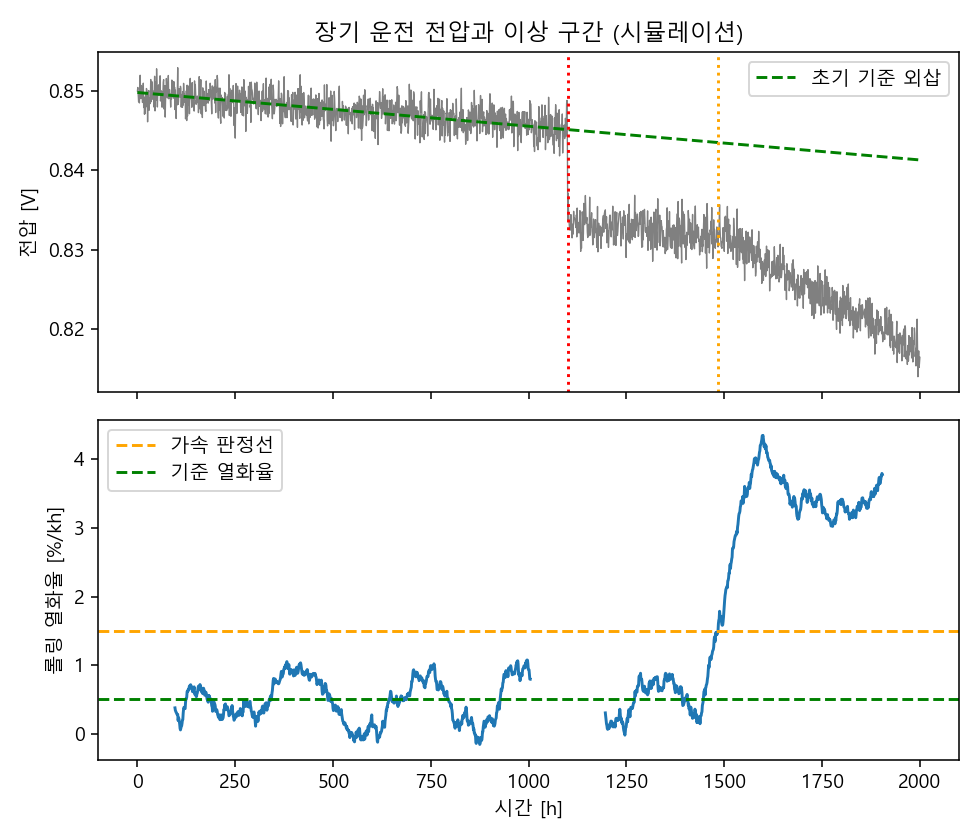 장기 운전 전압과 이상 구간 (시뮬레이션)
초기 기준 외삽
전압 [V]
0.85
0.84
0.83
0.82
가속 판정선
기준 열화율
롤링 열화율 [%/kh]
4
3
2
1
0
0 250 500 750 1000 1250 1500 1750 2000
시간 [h]